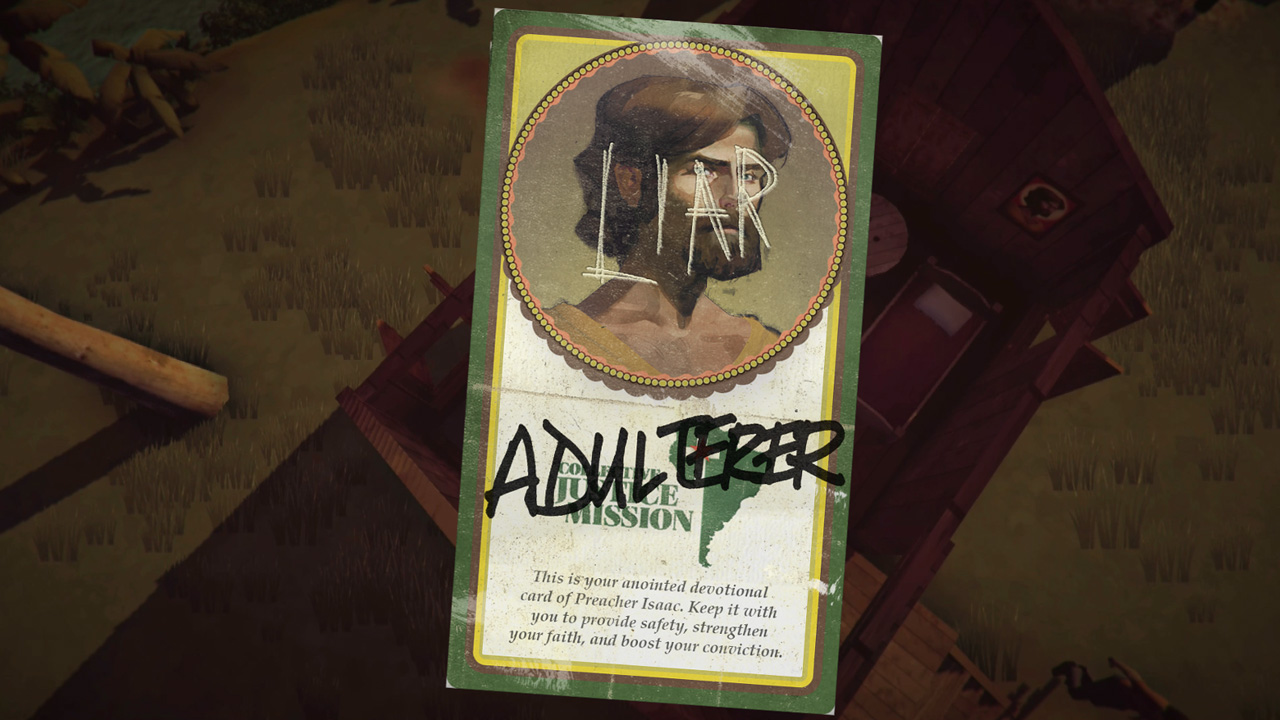 LIAR
ADULTERER
COLLECTIVE
JUSTICE
MISSION
This is your anointed devotional
card of Preacher Isaac. Keep it with
you to provide safety, strengthen
your faith, and boost your conviction.